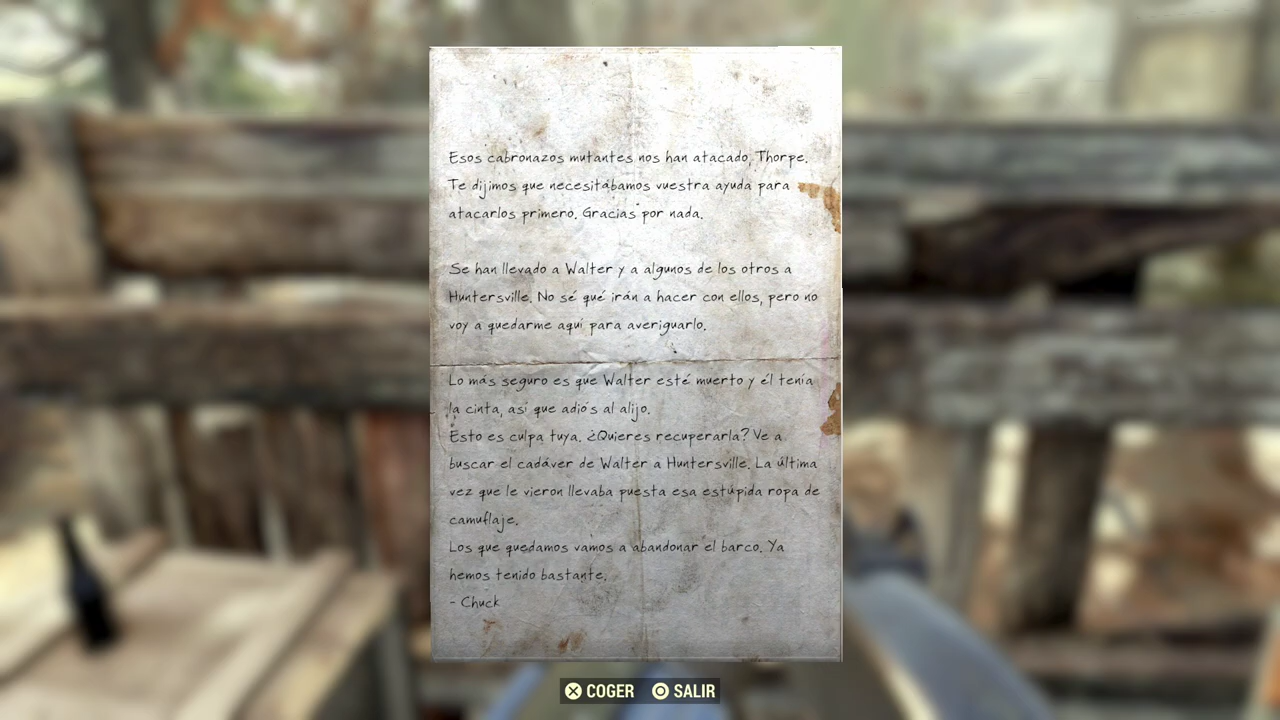 Esos cabronazos mutantes nos han atacado, Thorpe.
Te dijimos que necesitábamos vuestra ayuda para
atacarlos primero. Gracias por nada.
Se han llevado a Walter y a algunos de los otros a
Huntersville. No sé qué irán a hacer con ellos, pero no
voy a quedarme aquí para averiguarlo.
Lo más seguro es que Walter esté muerto y él tenía
la cinta, así que adiós al alijo.
Esto es culpa tuya. ¿Quieres recuperarla? Ve a
buscar el cadáver de Walter a Huntersville. La última
vez que le vieron llevaba puesta esa estúpida ropa de
camuflaje.
Los que quedamos vamos a abandonar el barco. Ya
hemos tenido bastante.
- Chuck
COGER SALIR